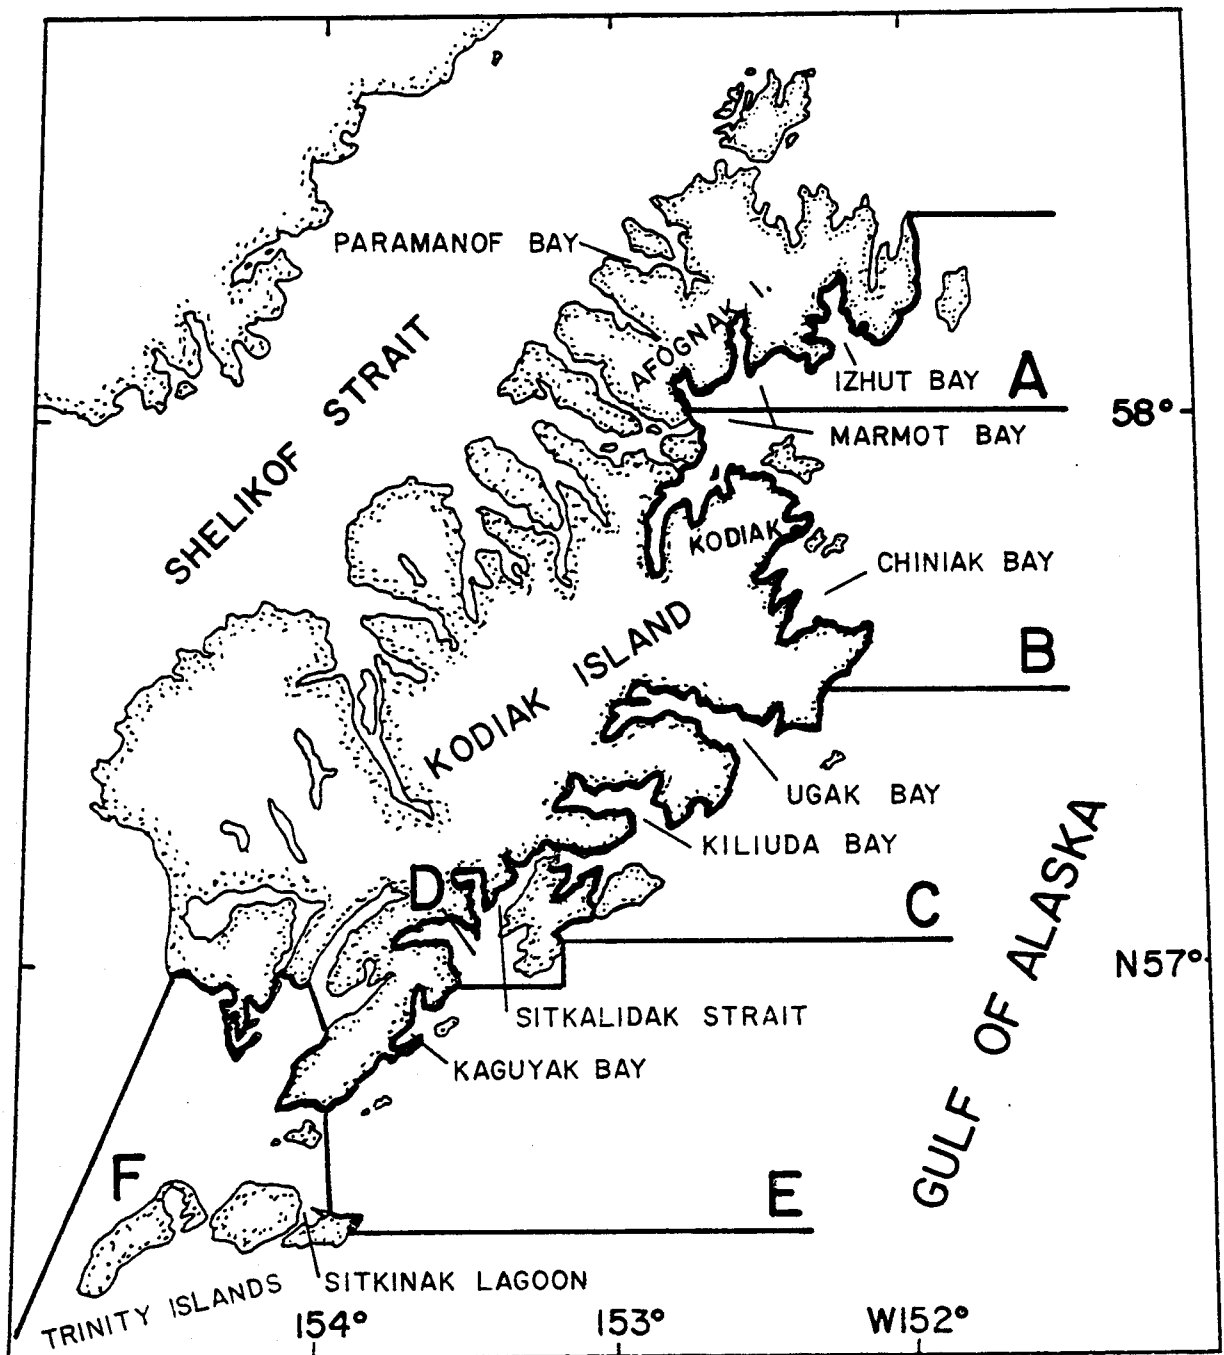 PARAMANOF BAY
AFOGNAK I.
SHELIKOF STRAIT
IZHUT BAY
A
58°
MARMOT BAY
KODIAK
CHINIAK BAY
KODIAK ISLAND
B
UGAK BAY
KILIUDA BAY
D
C
GULF OF ALASKA
N57°
SITKALIDAK STRAIT
KAGUYAK BAY
F
E
SITKINAK LAGOON
TRINITY ISLANDS
154°
153°
W152°